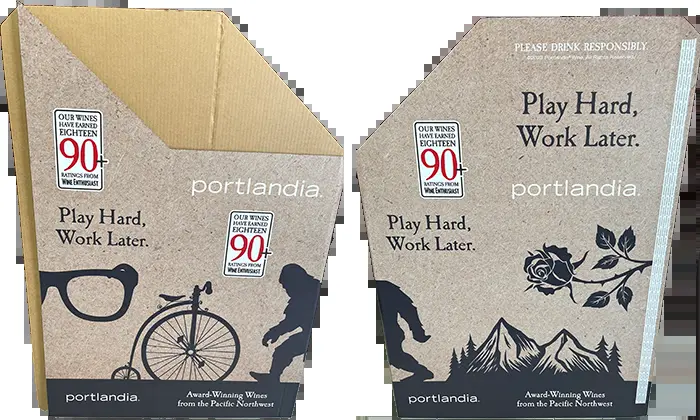 OUR WINES
HAVE EARNED
EIGHTEEN
90+
RATINGS FROM
WINE ENTHUSIAST
portlandia®
Play Hard,
Work Later.
OUR WINES
HAVE EARNED
EIGHTEEN
90+
RATINGS FROM
WINE ENTHUSIAST
portlandia
Award-Winning Wines
from the Pacific Northwest
PLEASE DRINK RESPONSIBLY.
Play Hard,
Work Later.
OUR WINES
HAVE EARNED
EIGHTEEN
90+
RATINGS FROM
WINE ENTHUSIAST
portlandia®
Play Hard,
Work Later.
portlandia
Award-Winning Wines
from the Pacific Northwest